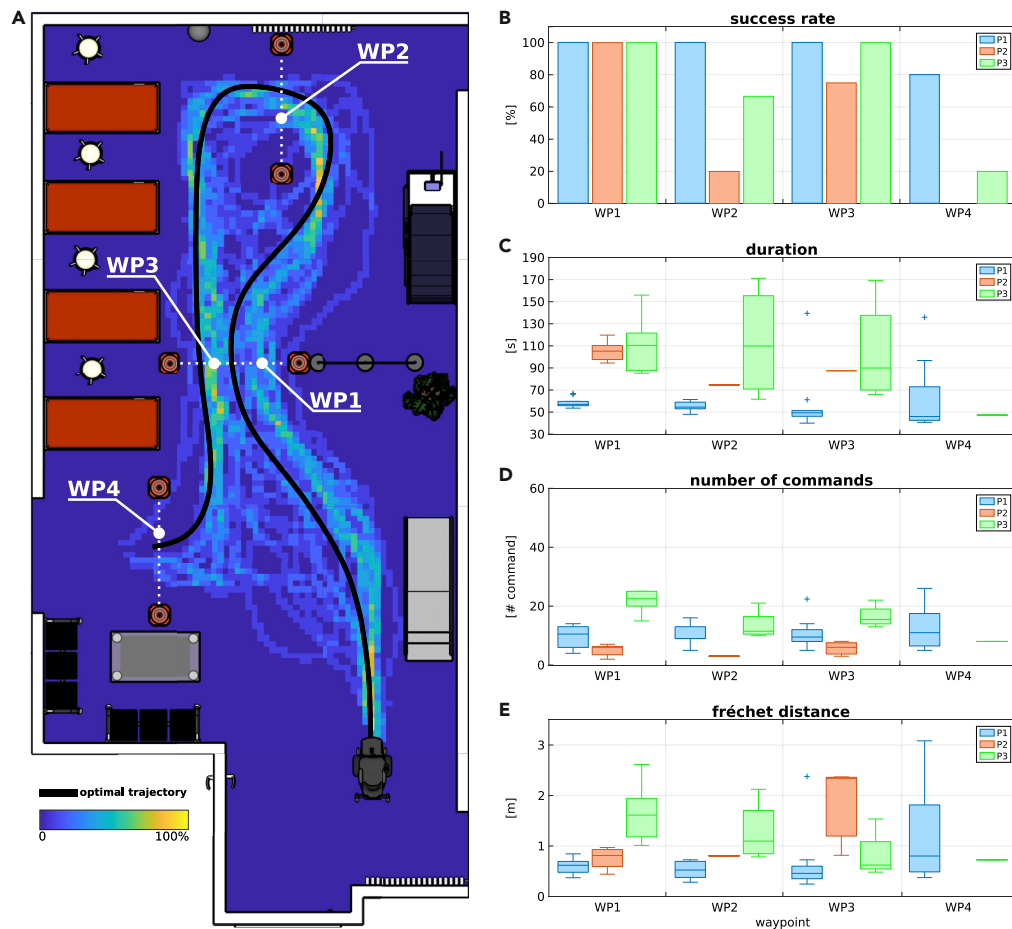 A
WP2
WP3
WP1
WP4
optimal trajectory
0 100%
B
success rate
[%]
100
80
60
40
20
0
P1
P2
P3
WP1 WP2 WP3 WP4
C
duration
[s]
190
170
150
130
110
90
70
50
30
P1
P2
P3
WP1 WP2 WP3 WP4
D
number of commands
[# command]
60
40
20
0
P1
P2
P3
WP1 WP2 WP3 WP4
E
fréchet distance
[m]
3
2
1
0
P1
P2
P3
WP1 WP2 WP3 WP4
waypoint